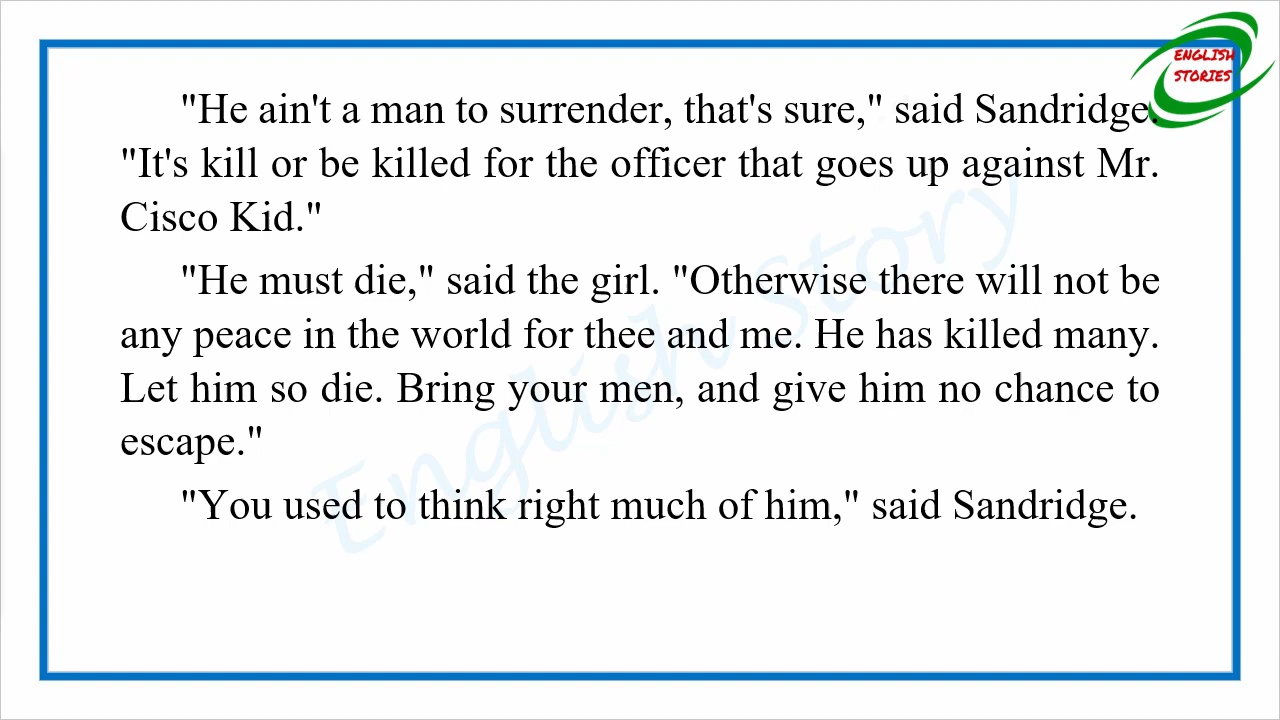 ENGLISH
STORIES
"He ain't a man to surrender, that's sure," said Sandridge.
"It's kill or be killed for the officer that goes up against Mr.
Cisco Kid."
"He must die," said the girl. "Otherwise there will not be
any peace in the world for thee and me. He has killed many.
Let him so die. Bring your men, and give him no chance to
escape."
"You used to think right much of him," said Sandridge.
English Story